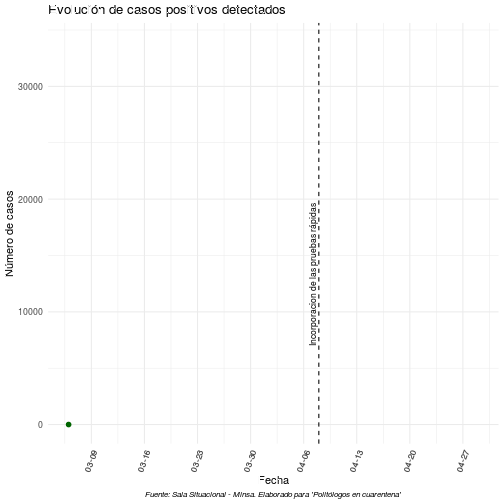 Evolución de casos positivos detectados
Número de casos
30000
20000
10000
0
Incorporacion de las pruebas rápidas
03-09
03-16
03-23
03-30
04-06
04-13
04-20
04-27
Fecha
Fuente: Sala Situacional - Minsa. Elaborado para 'Politólogos en cuarentena'